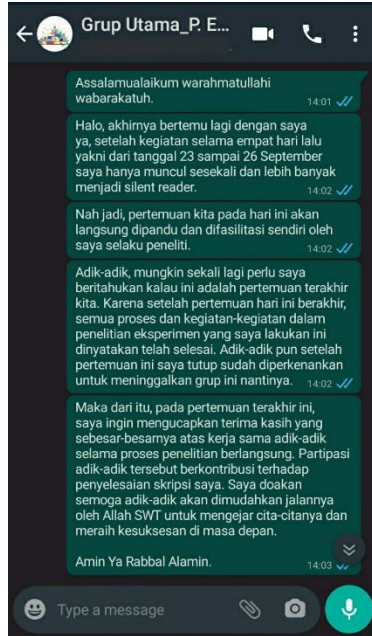 Grup Utama_P. E...
Assalamualaikum warahmatullahi
wabarakatuh.
14:01
Halo, akhirnya bertemu lagi dengan saya
ya, setelah kegiatan selama empat hari lalu
yakni dari tanggal 23 sampai 26 September
saya hanya muncul sesekali dan lebih banyak
menjadi silent reader.
14:02
Nah jadi, pertemuan kita pada hari ini akan
langsung dipandu dan difasilitasi sendiri oleh
saya selaku peneliti.
14:02
Adik-adik, mungkin sekali lagi perlu saya
beritahukan kalau ini adalah pertemuan terakhir
kita. Karena setelah pertemuan hari ini berakhir,
semua proses dan kegiatan-kegiatan dalam
penelitian eksperimen yang saya lakukan ini
dinyatakan telah selesai. Adik-adik pun setelah
pertemuan ini saya tutup sudah diperkenankan
untuk meninggalkan grup ini nantinya.
14:02
Maka dari itu, pada pertemuan terakhir ini,
saya ingin mengucapkan terima kasih yang
sebesar-besarnya atas kerja sama adik-adik
selama proses penelitian berlangsung. Partipasi
adik-adik tersebut berkontribusi terhadap
penyelesaian skripsi saya. Saya doakan
semoga adik-adik akan dimudahkan jalannya
oleh Allah SWT untuk mengejar cita-citanya dan
meraih kesuksesan di masa depan.
Amin Ya Rabbal Alamin.
14:03
Type a message